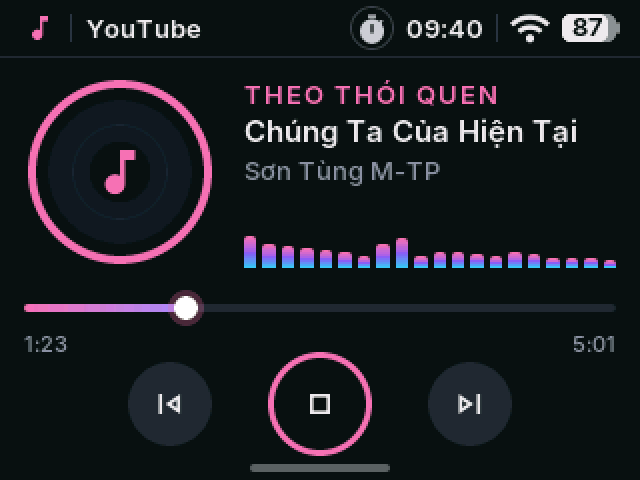 YouTube 09:40 87
THEO THÓI QUEN
Chúng Ta Của Hiện Tại
Sơn Tùng M-TP
1:23 5:01